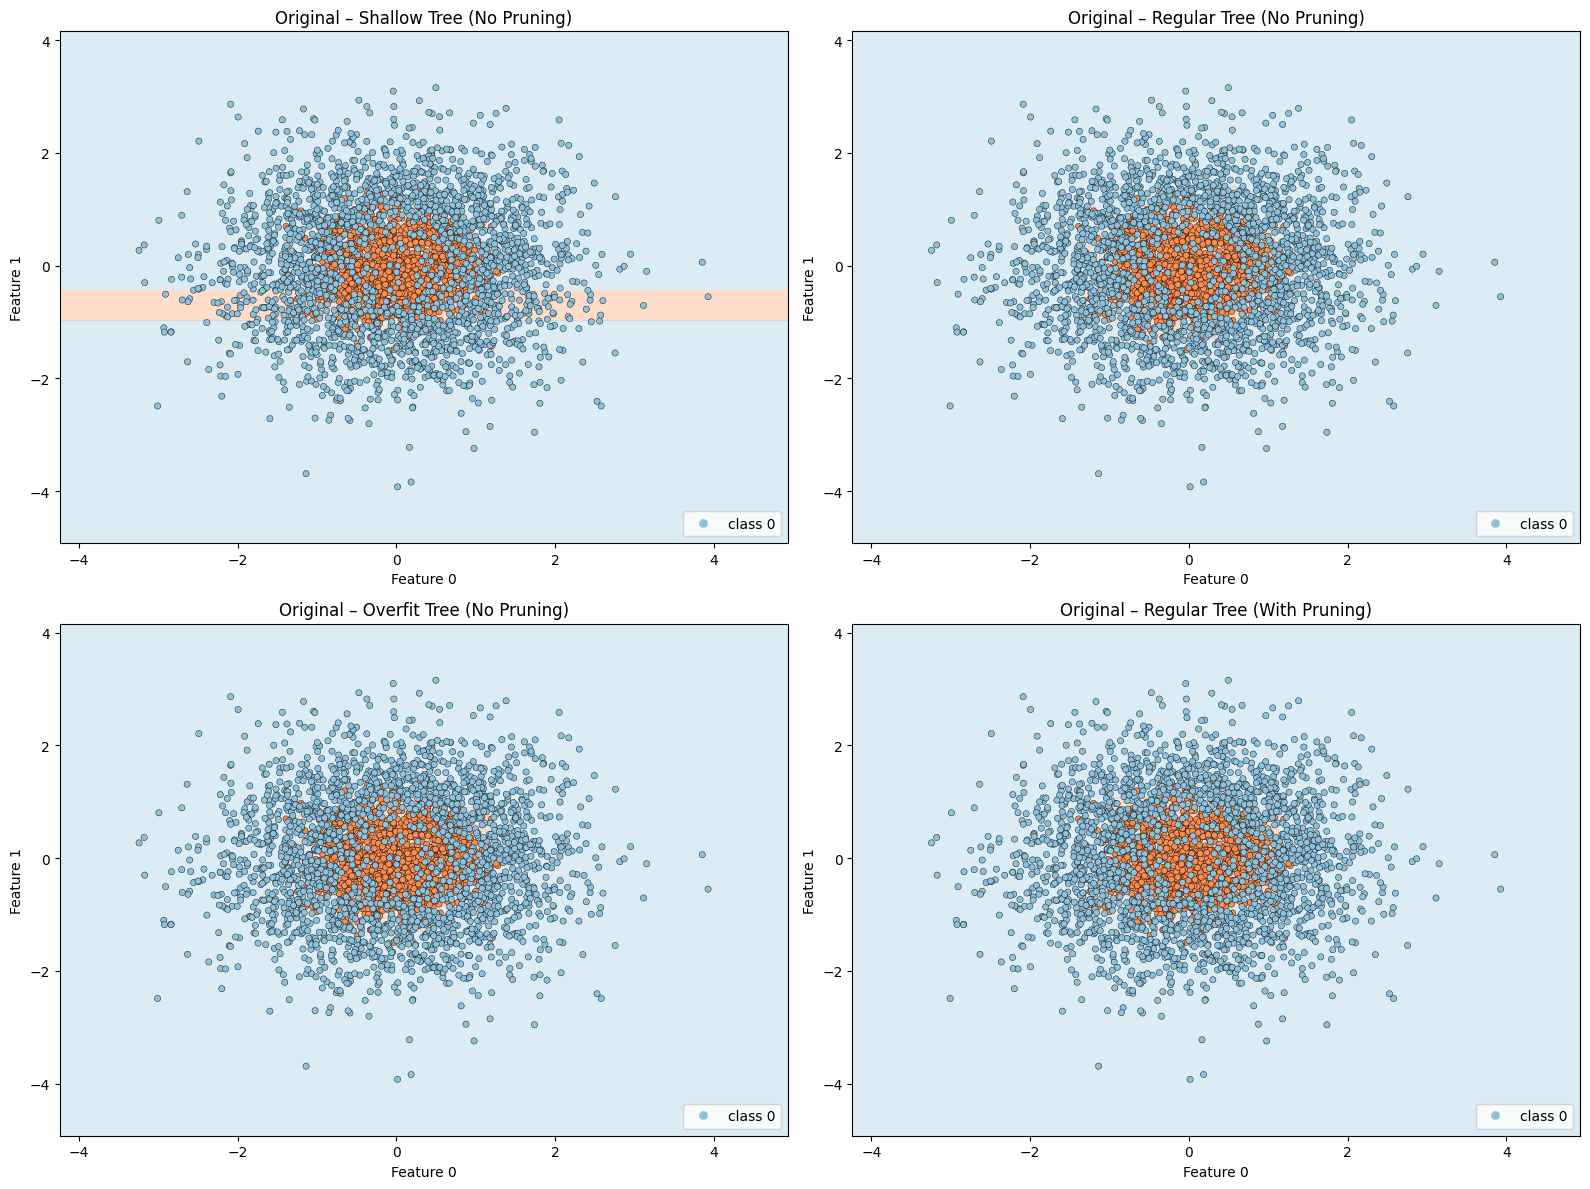 Original – Shallow Tree (No Pruning)
4
2
0
−2
−4
Feature 1
−4
−2
0
2
4
Feature 0
class 0
Original – Regular Tree (No Pruning)
4
2
0
−2
−4
Feature 1
−4
−2
0
2
4
Feature 0
class 0
Original – Overfit Tree (No Pruning)
4
2
0
−2
−4
Feature 1
−4
−2
0
2
4
Feature 0
class 0
Original – Regular Tree (With Pruning)
4
2
0
−2
−4
Feature 1
−4
−2
0
2
4
Feature 0
class 0